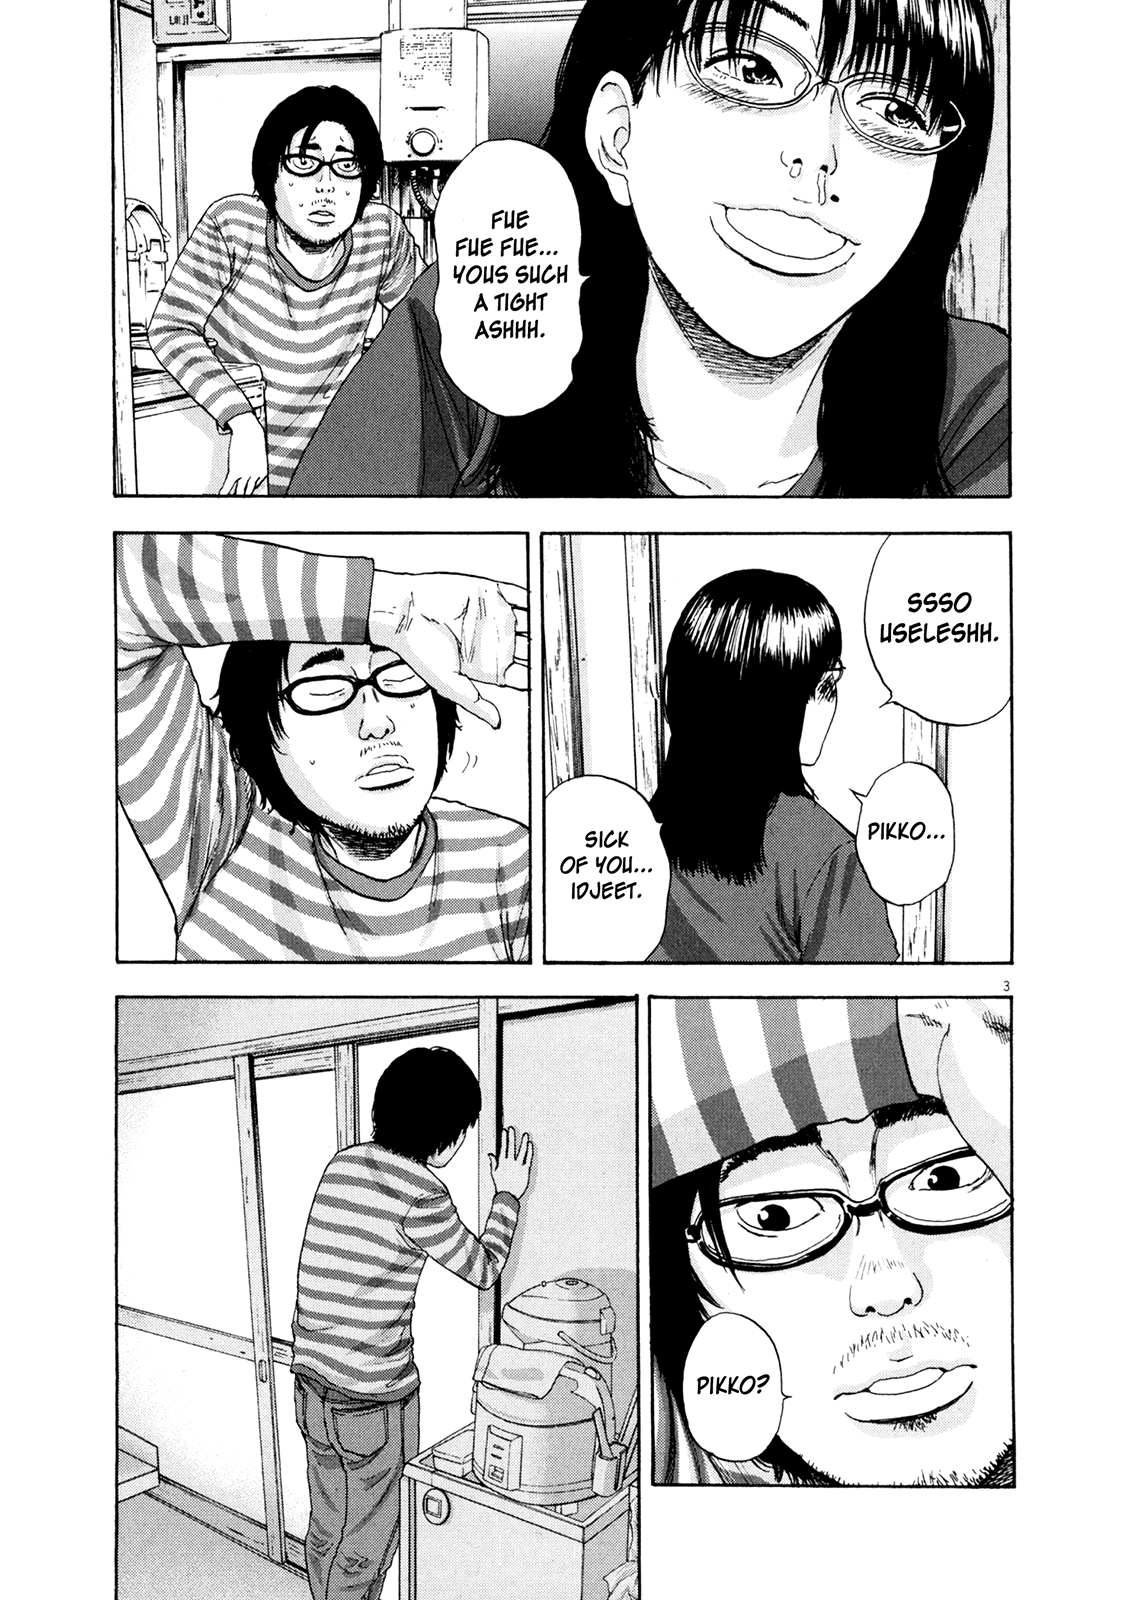 FUE
FUE FUE...
YOUS SUCH
A TIGHT
ASHHH.
SSSO
USELESHH.
PIKKO...
SICK
OF YOU...
IDJEET.
3
PIKKO?